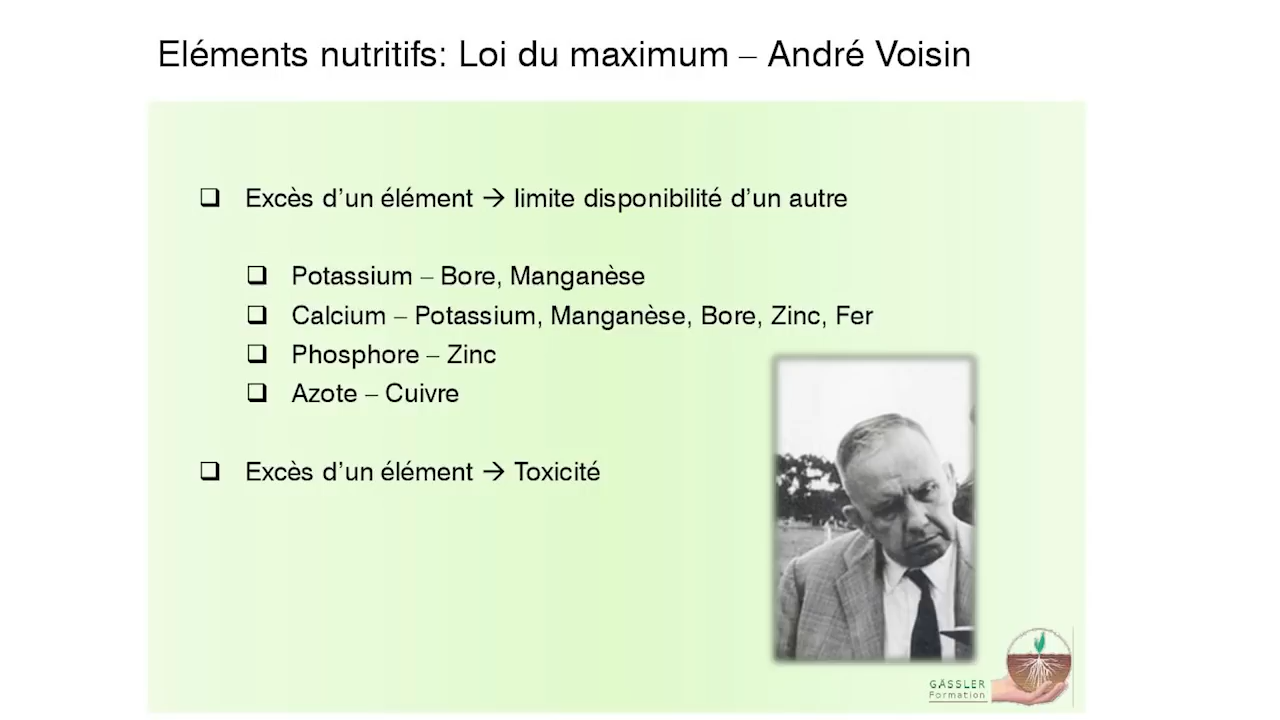 Eléments nutritifs: Loi du maximum – André Voisin
❑ Excès d’un élément → limite disponibilité d’un autre
❑ Potassium – Bore, Manganèse
❑ Calcium – Potassium, Manganèse, Bore, Zinc, Fer
❑ Phosphore – Zinc
❑ Azote – Cuivre
❑ Excès d’un élément → Toxicité
GÄSSLER
Formation